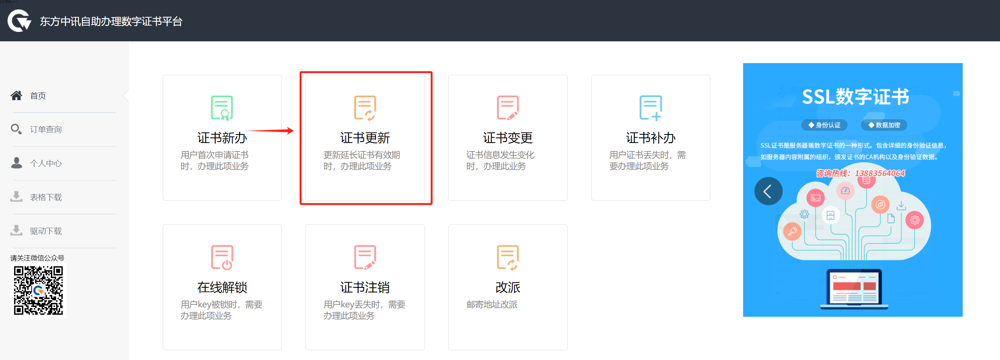 东方中讯自助办理数字证书平台
首页
订单查询
个人中心
表格下载
驱动下载
请关注微信公众号
证书新办
用户首次申请证书
时，办理此项业务
证书更新
更新延长证书有效期
时，办理此项业务
证书变更
证书信息发生变化
时，办理此业务
证书补办
用户证书丢失时，需
要办理此项业务
在线解锁
用户key被锁时，需要
办理此项业务
证书注销
用户key丢失时，需要
办理此项业务
改派
邮寄地址改派
SSL数字证书
◆ 身份认证
◆ 数据加密
SSL证书是服务器端数字证书的一种形式。包含详细的身份验证信息，
如服务器内容附属的组织，颁发证书的CA机构以及身份验证数据。
咨询热线：13883564064